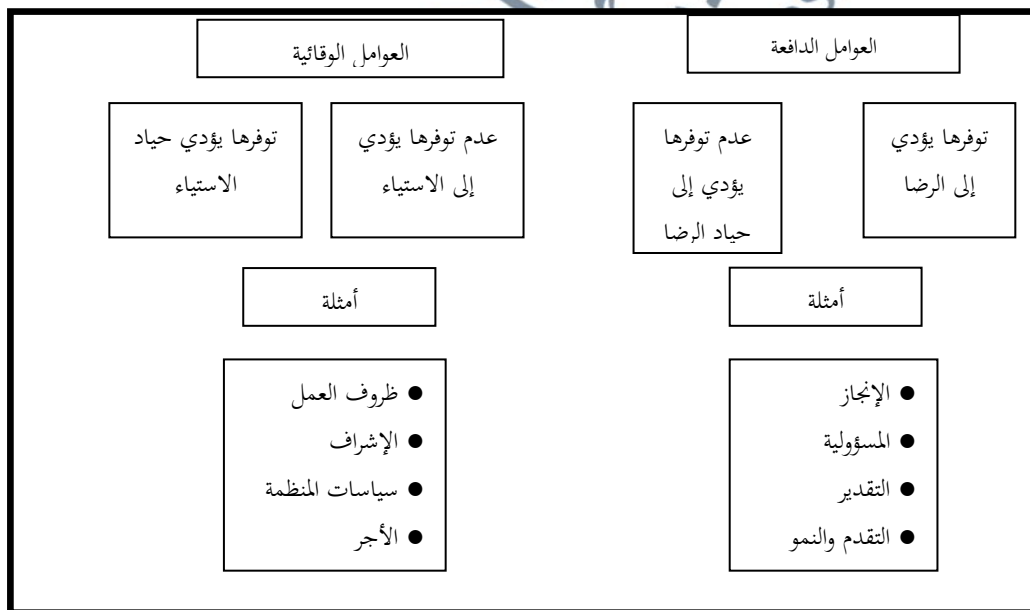 العوامل الدافعة
العوامل الوقائية
توفرها يؤدي
إلى الرضا
عدم توفرها
يؤدي إلى
حياد الرضا
عدم توفرها يؤدي
إلى الاستياء
توفرها يؤدي حياد
الاستياء
أمثلة
أمثلة
● الإنجاز
● المسؤولية
● التقدير
● التقدم والنمو
● ظروف العمل
● الإشراف
● سياسات المنظمة
● الأجر